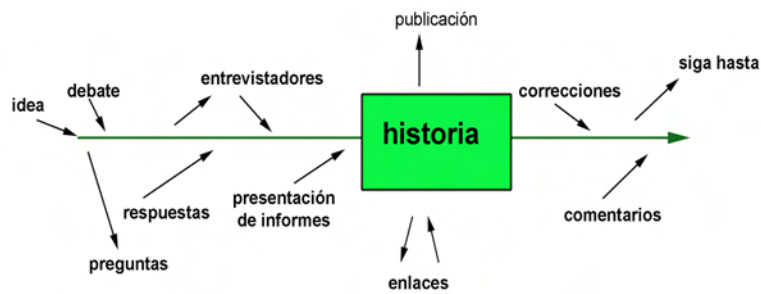 publicación
siga hasta
entrevistadores
debate
correcciones
idea
historia
respuestas
presentación
de informes
comentarios
preguntas
enlaces